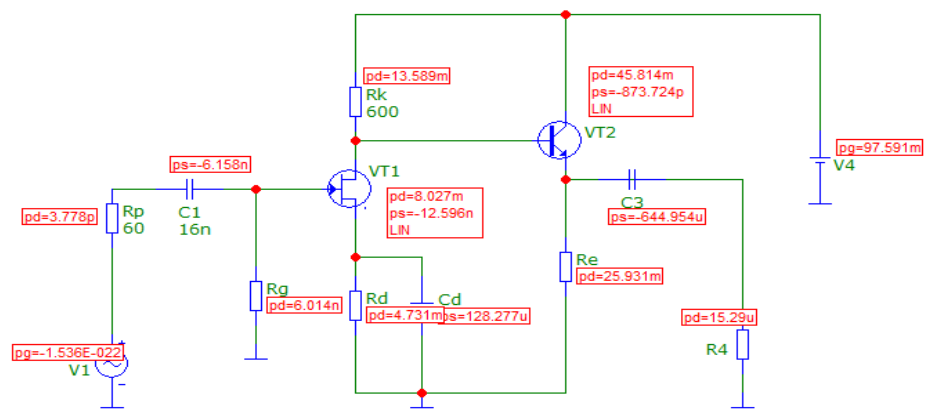 pd=13.589m
Rk
600
pd=45.814m
ps=-873.724p
LIN
VT2
pg=97.591m
V4
ps=-6.158n
C1
16n
VT1
pd=8.027m
ps=-12.596n
LIN
pd=3.778p
Rp
60
C3
ps=-644.954u
Rg
pd=6.014n
Rd
pd=4.731m
Cd
ps=128.277u
Re
pd=25.931m
pd=15.29u
R4
pg=-1.536E-022
V1